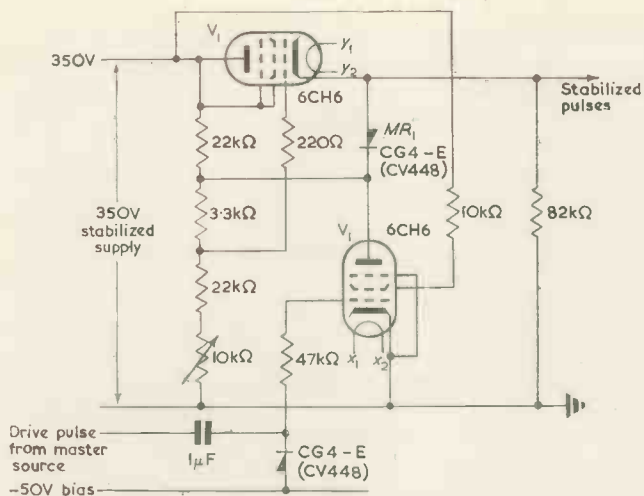 V1
y1
350V
y2
6CH6
Stabilized
pulses
MR1
22kΩ
220Ω
CG4-E
(CV448)
3·3kΩ
V1
6CH6
10kΩ
82kΩ
350V
stabilized
supply
22kΩ
10kΩ
47kΩ
x1
x2
Drive pulse
from master
source
1μF
CG4-E
(CV448)
-50V bias